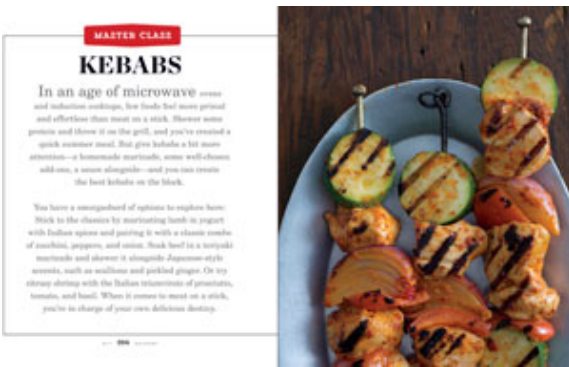 MASTER CLASS
KEBABS
In an age of microwave ovens
and induction cooktops, few foods feel more primal
and effortless than meat on a stick. Skewer some
protein and throw it on the grill, and you've created a
quick summer meal. But give kebabs a bit more
attention—a homemade marinade, some well-chosen
add-ons, a sauce alongside—and you can create
the best kebabs on the block.
You have a smorgasbord of options to explore here:
Stick to the classics by marinating lamb in yogurt
with Indian spices and pairing it with a classic combo
of zucchini, peppers, and onion. Soak beef in a teriyaki
marinade and skewer it alongside Japanese-style
accents, such as scallions and pickled ginger. Or try
shrimp with the Italian triumvirate of prosciutto,
tomato, and basil. When it comes to meat on a stick,
you're in charge of your own delicious destiny.